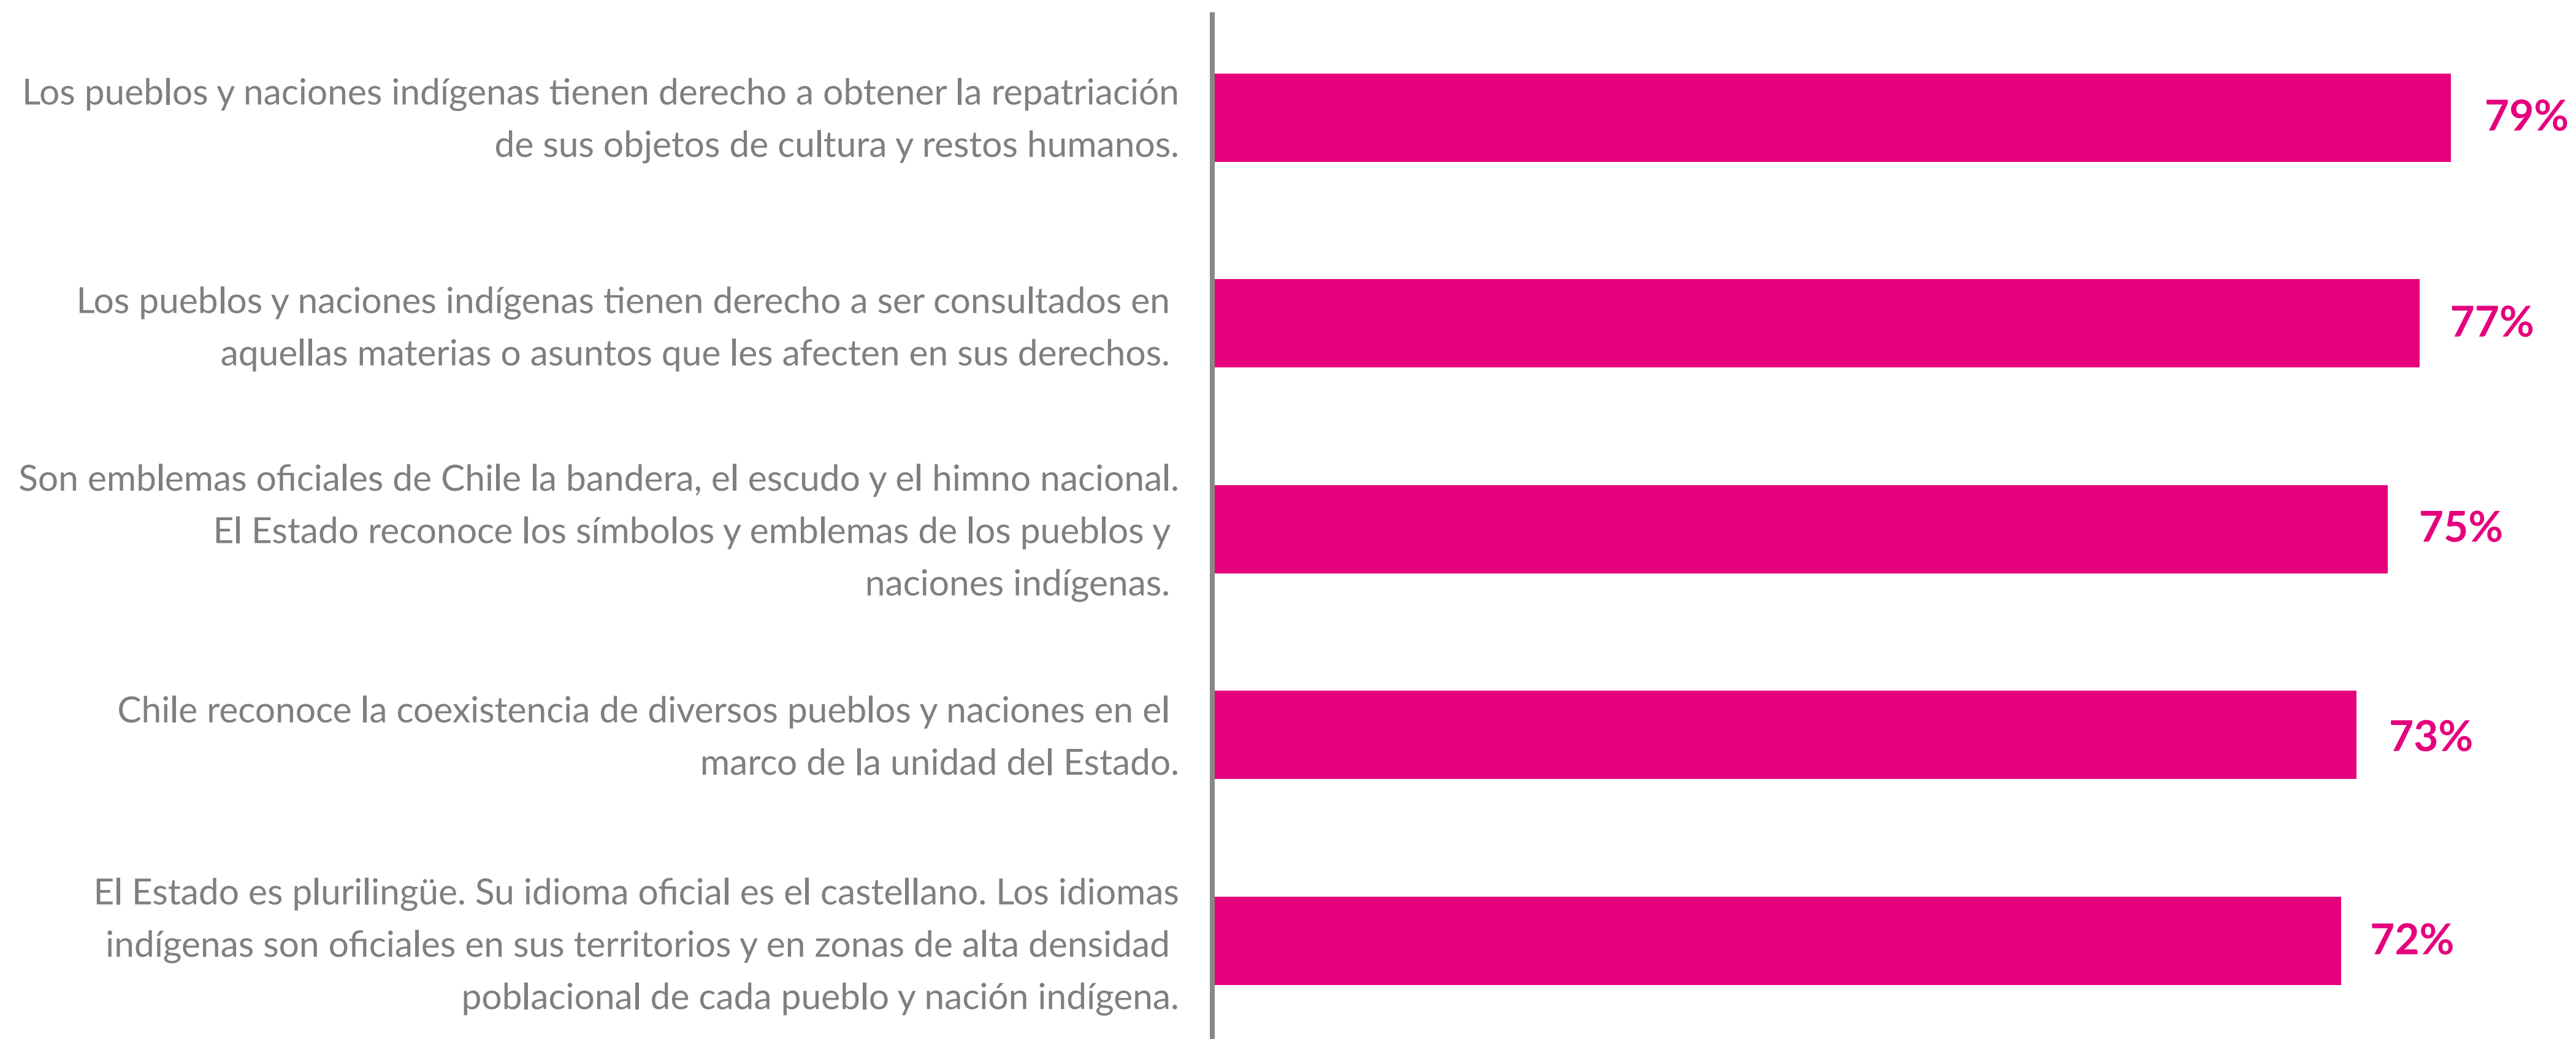 Los pueblos y naciones indígenas tienen derecho a obtener la repatriación
de sus objetos de cultura y restos humanos.
79%
Los pueblos y naciones indígenas tienen derecho a ser consultados en
aquellas materias o asuntos que les afecten en sus derechos.
77%
Son emblemas oficiales de Chile la bandera, el escudo y el himno nacional.
El Estado reconoce los símbolos y emblemas de los pueblos y
naciones indígenas.
75%
Chile reconoce la coexistencia de diversos pueblos y naciones en el
marco de la unidad del Estado.
73%
El Estado es plurilingüe. Su idioma oficial es el castellano. Los idiomas
indígenas son oficiales en sus territorios y en zonas de alta densidad
poblacional de cada pueblo y nación indígena.
72%